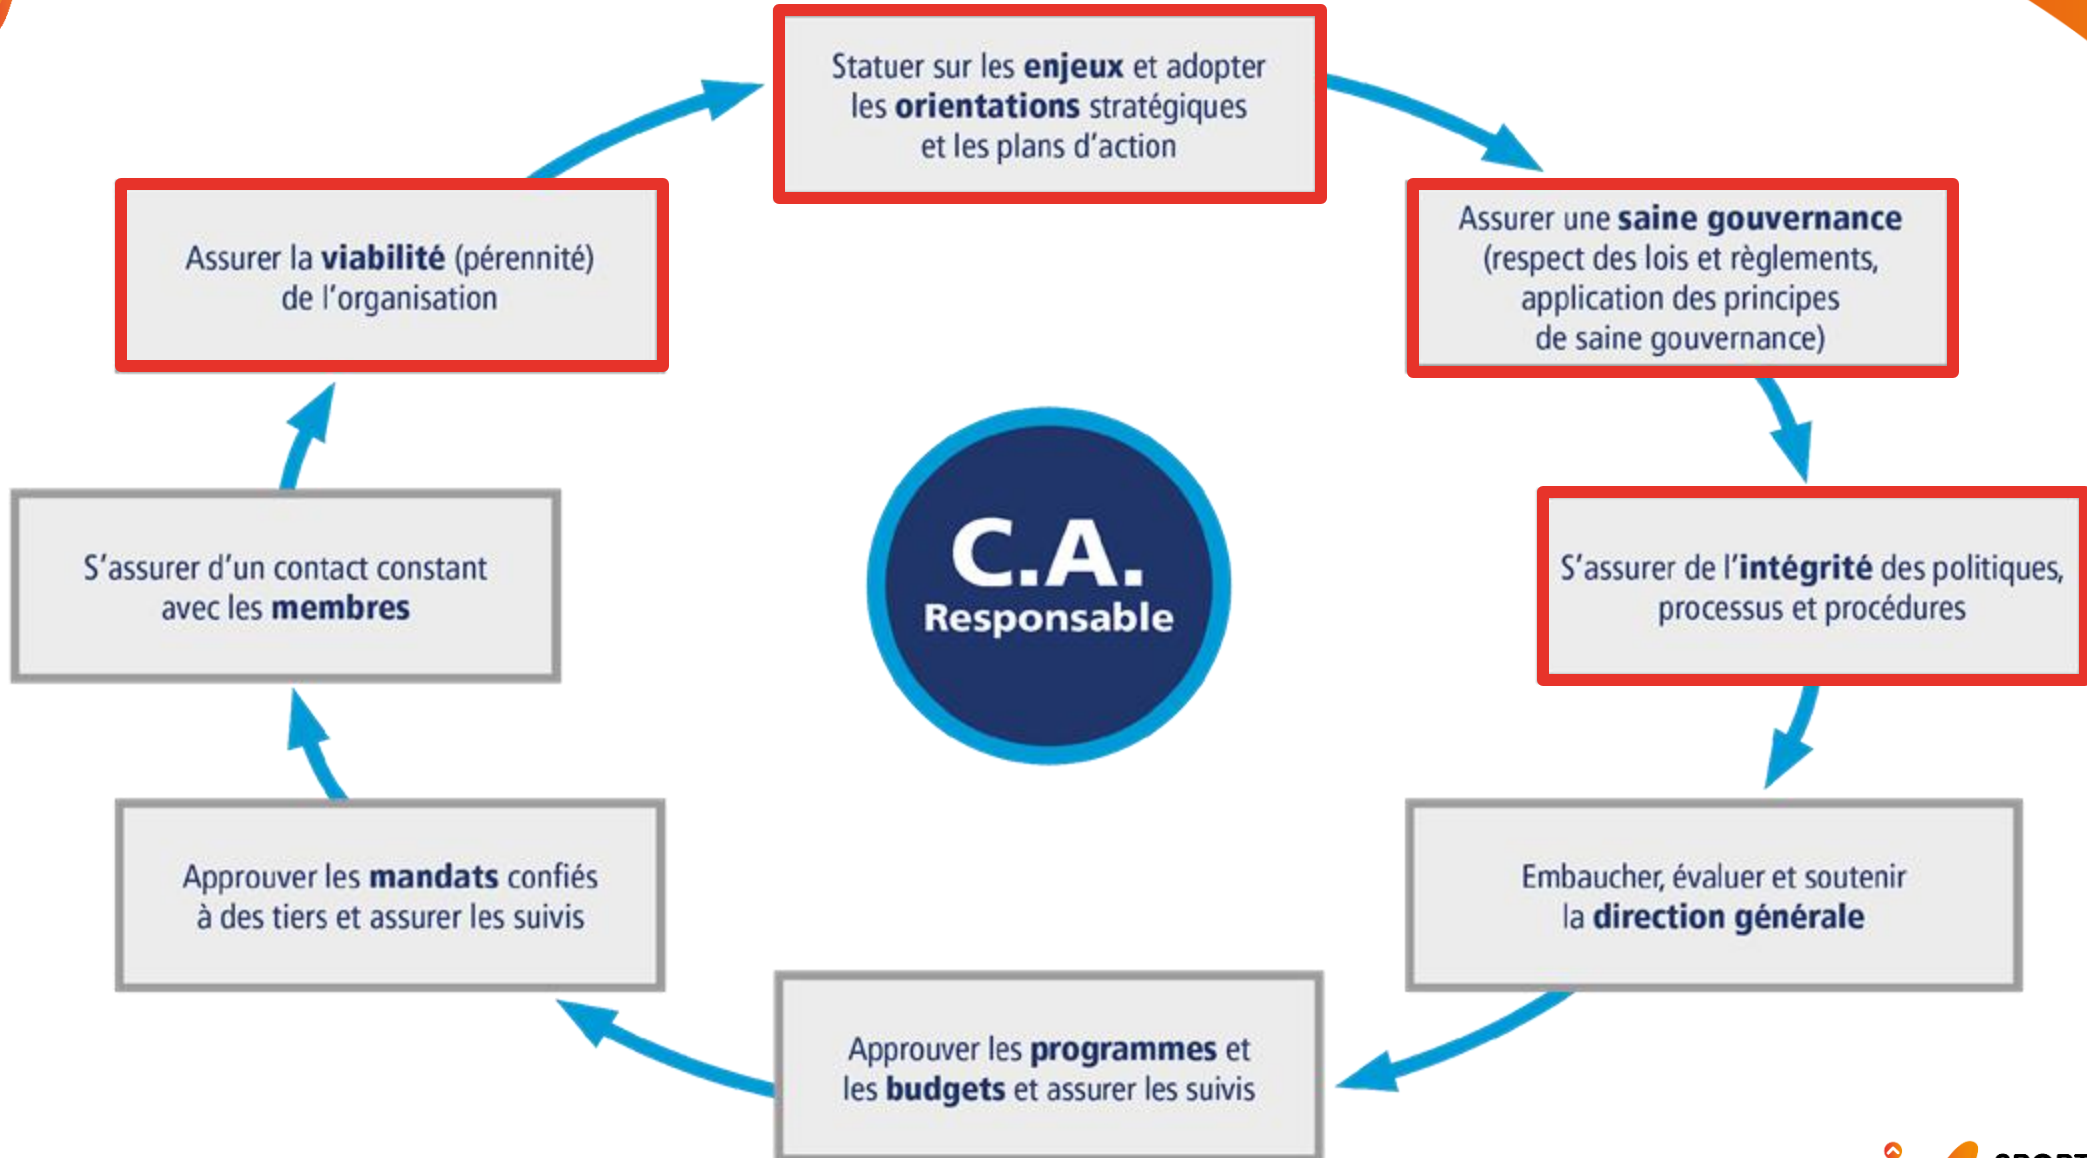 Statuer sur les enjeux et adopter
les orientations stratégiques
et les plans d'action
Assurer une saine gouvernance
(respect des lois et règlements,
application des principes
de saine gouvernance)
S'assurer de l'intégrité des politiques,
processus et procédures
Embaucher, évaluer et soutenir
la direction générale
Approuver les programmes et
les budgets et assurer les suivis
Approuver les mandats confiés
à des tiers et assurer les suivis
S'assurer d'un contact constant
avec les membres
Assurer la viabilité (pérennité)
de l'organisation
C.A.
Responsable